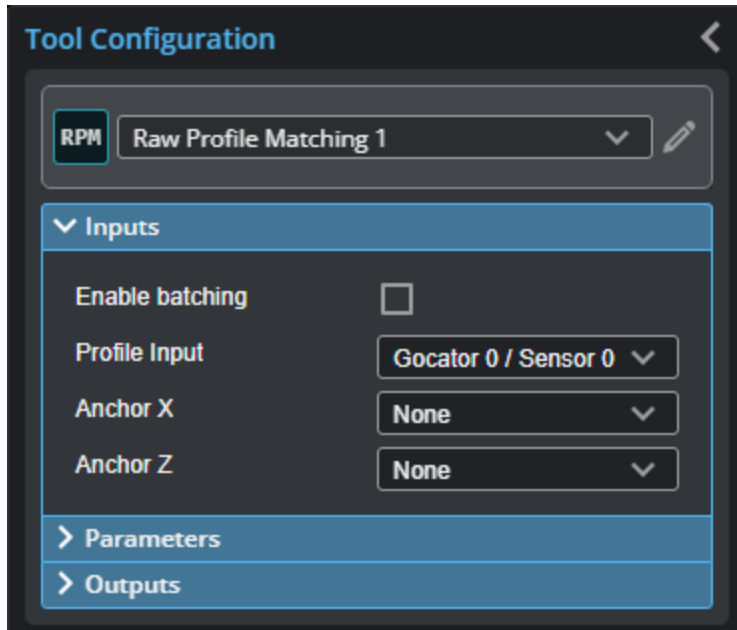 Tool Configuration
RPM Raw Profile Matching 1
Inputs
Enable batching
Profile Input Gocator 0 / Sensor 0
Anchor X None
Anchor Z None
Parameters
Outputs